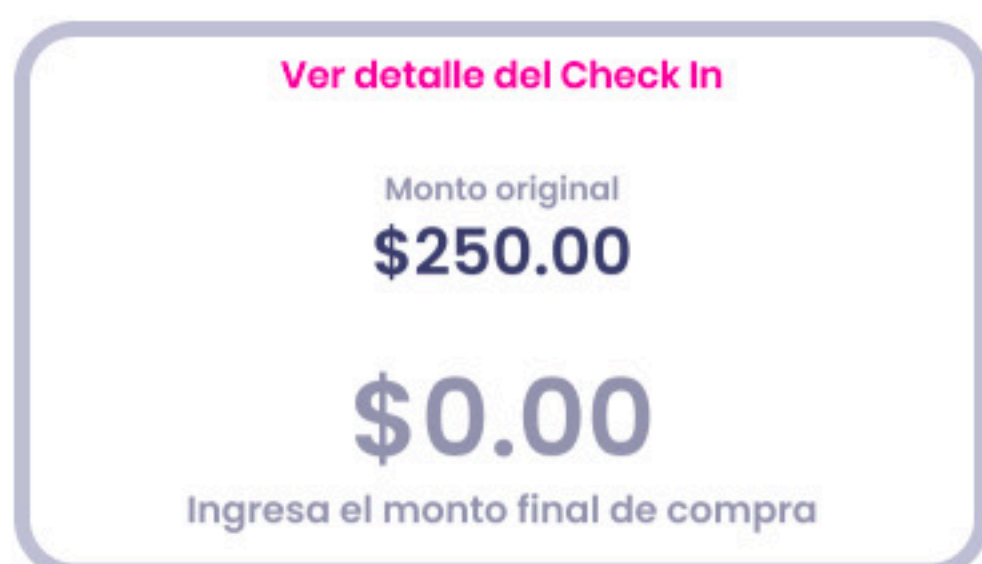 Ver detalle del Check In
Monto original
$250.00
$0.00
Ingresa el monto final de compra